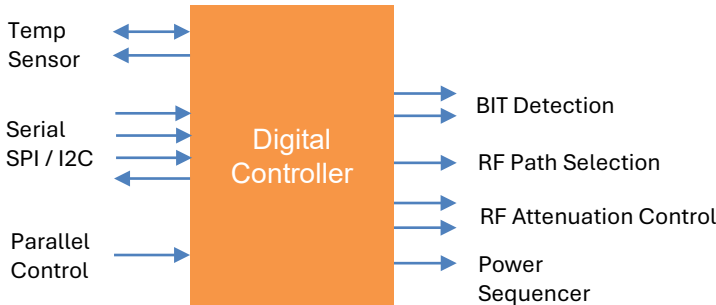 Temp
Sensor
Serial
SPI / I2C
Parallel
Control
Digital
Controller
BIT Detection
RF Path Selection
RF Attenuation Control
Power
Sequencer